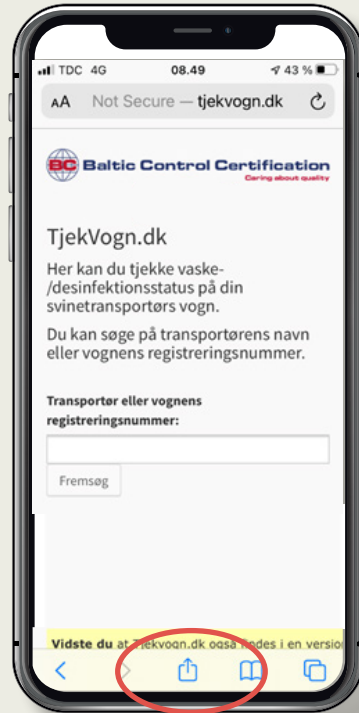 TDC 4G 08.49 43 %
AA Not Secure — tjekvogn.dk
BC Baltic Control Certification
Caring about quality
TjekVogn.dk
Her kan du tjekke vaske-
/desinfektionsstatus på din
svinetransportørs vogn.
Du kan søge på transportørens navn
eller vognens registreringsnummer.
Transportør eller vognens
registreringsnummer:
Fremsøg
Vidste du at Tjekvogn.dk også findes i en version